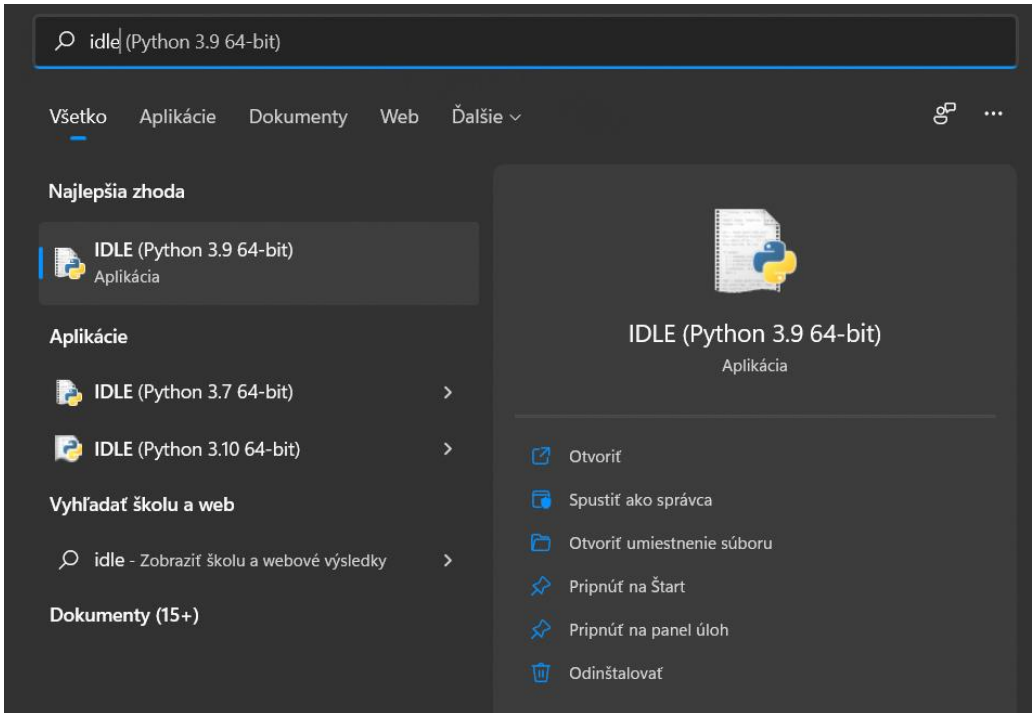 idle (Python 3.9 64-bit)
Všetko Aplikácie Dokumenty Web Ďalšie
Najlepšia zhoda
IDLE (Python 3.9 64-bit)
Aplikácia
Aplikácie
IDLE (Python 3.7 64-bit)
IDLE (Python 3.10 64-bit)
Vyhľadať školu a web
idle - Zobraziť školu a webové výsledky
Dokumenty (15+)
IDLE (Python 3.9 64-bit)
Aplikácia
Otvoriť
Spustiť ako správca
Otvoriť umiestnenie súboru
Pripnúť na Štart
Pripnúť na panel úloh
Odinštalovať